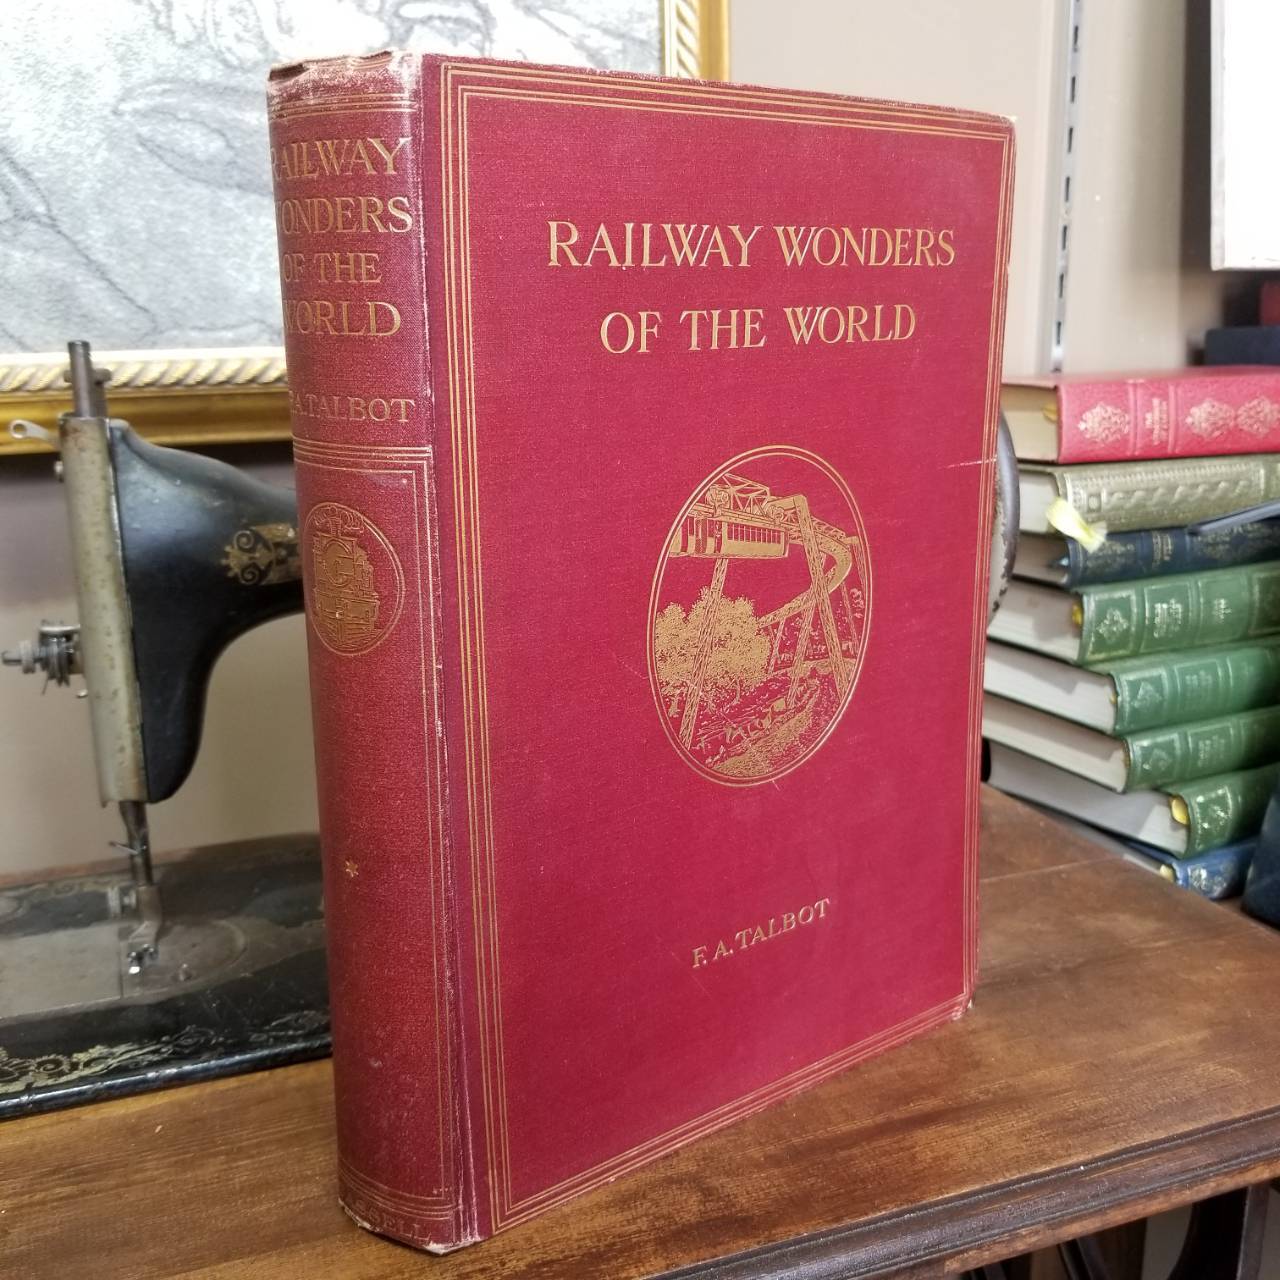 RAILWAY
WONDERS
OF THE
WORLD
F.A.TALBOT
RAILWAY WONDERS
OF THE WORLD
F. A. TALBOT